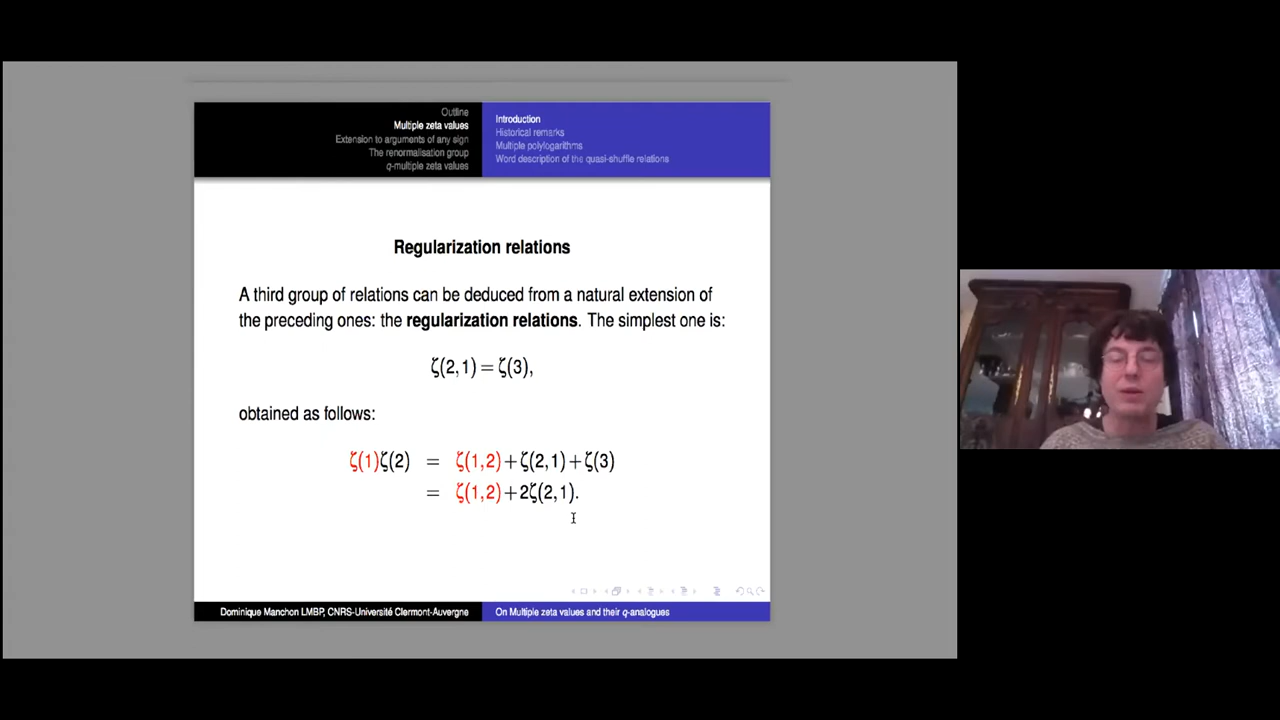 Outline
Multiple zeta values
Extension to arguments of any sign
The renormalisation group
q-multiple zeta values
Introduction
Historical remarks
Multiple polylogarithms
Word description of the quasi-shuffle relations
Regularization relations
A third group of relations can be deduced from a natural extension of
the preceding ones: the regularization relations. The simplest one is:
ζ(2,1) = ζ(3),
obtained as follows:
ζ(1)ζ(2) = ζ(1,2) + ζ(2,1) + ζ(3)
= ζ(1,2) + 2ζ(2,1).
Dominique Manchon LMBP, CNRS-Université Clermont-Auvergne
On Multiple zeta values and their q-analogues